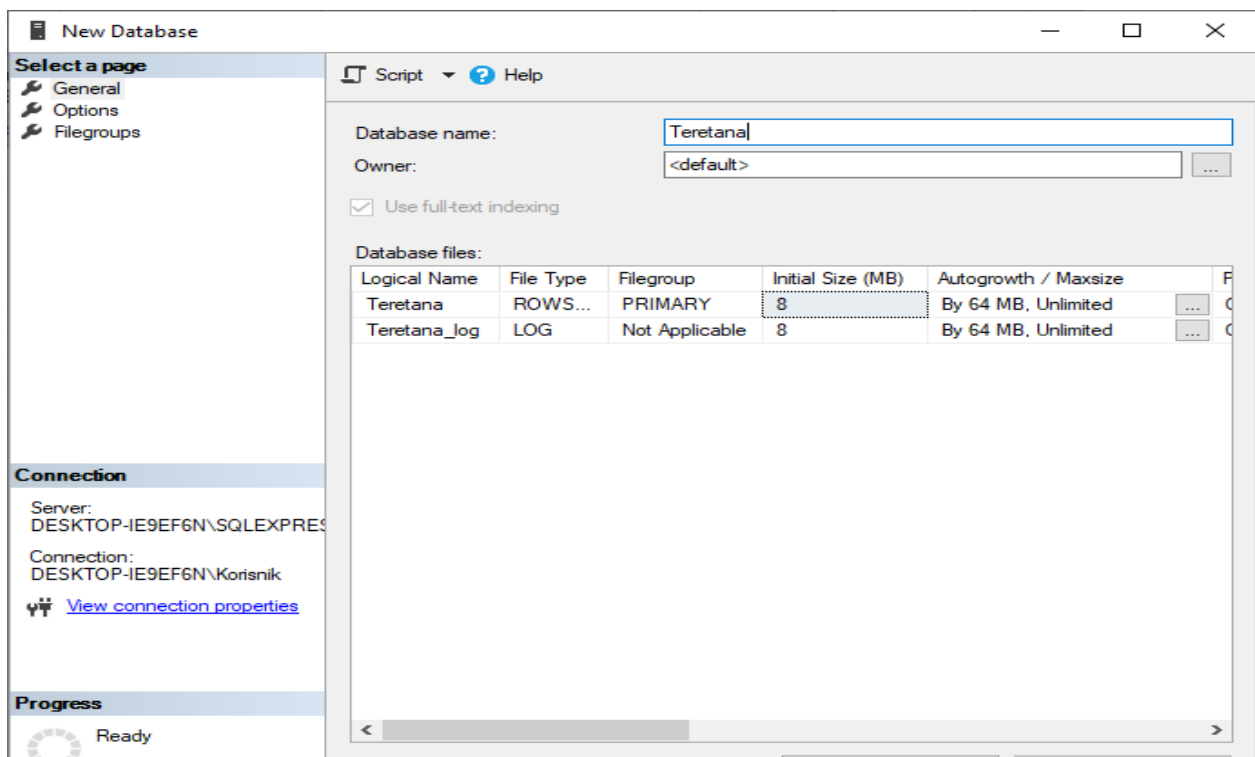 New Database
Select a page
General
Options
Filegroups
Script Help
Database name: Teretana
Owner: <default> ...
Use full-text indexing
Database files:
Logical Name File Type Filegroup Initial Size (MB) Autogrowth / Maxsize
Teretana ROWS... PRIMARY 8 By 64 MB, Unlimited ...
Teretana_log LOG Not Applicable 8 By 64 MB, Unlimited ...
Connection
Server:
DESKTOP-IE9EF6N\SQLEXPRES
Connection:
DESKTOP-IE9EF6N\Korisnik
View connection properties
Progress
Ready